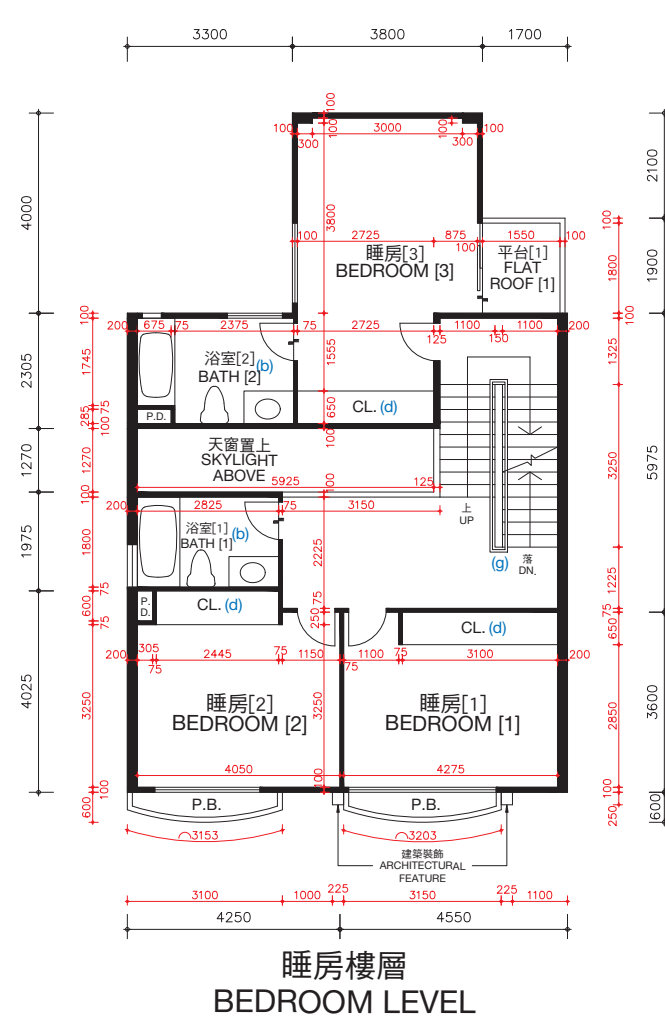 3300 3800 1700
100
100 3000 100
100 100
300 300
4000
2100
3800
100 2725 875 1550 100
100
100
睡房[3]
BEDROOM [3]
平台[1]
FLAT
ROOF [1]
1900
1800
100 100
200 675 75 2375 75 2725 1100 1100 200
125 150
2305
1745
1555
1325
浴室[2] (b)
BATH [2]
650
CL. (d)
285 75
P.D.
100
100
天窗置上
SKYLIGHT
ABOVE
1270
1270
3250
5975
5925 125
100
100
200 2825 75 3150
上
UP
浴室[1] (b)
BATH [1]
1975
1800
2225
(g)
落
DN.
1225
75
600
P.
D.
CL. (d)
75
250 75
75
650
CL. (d)
305
200 2445 75 1150 1100 75 3100 200
75 75
4025
3250
3250
3600
2850
睡房[2]
BEDROOM [2]
睡房[1]
BEDROOM [1]
4050 4275
100
100
100
600
P.B. P.B.
250
600
3153 3203
建築裝飾
ARCHITECTURAL
FEATURE
3100 1000 225 3150 225 1100
4250 4550
睡房樓層
BEDROOM LEVEL